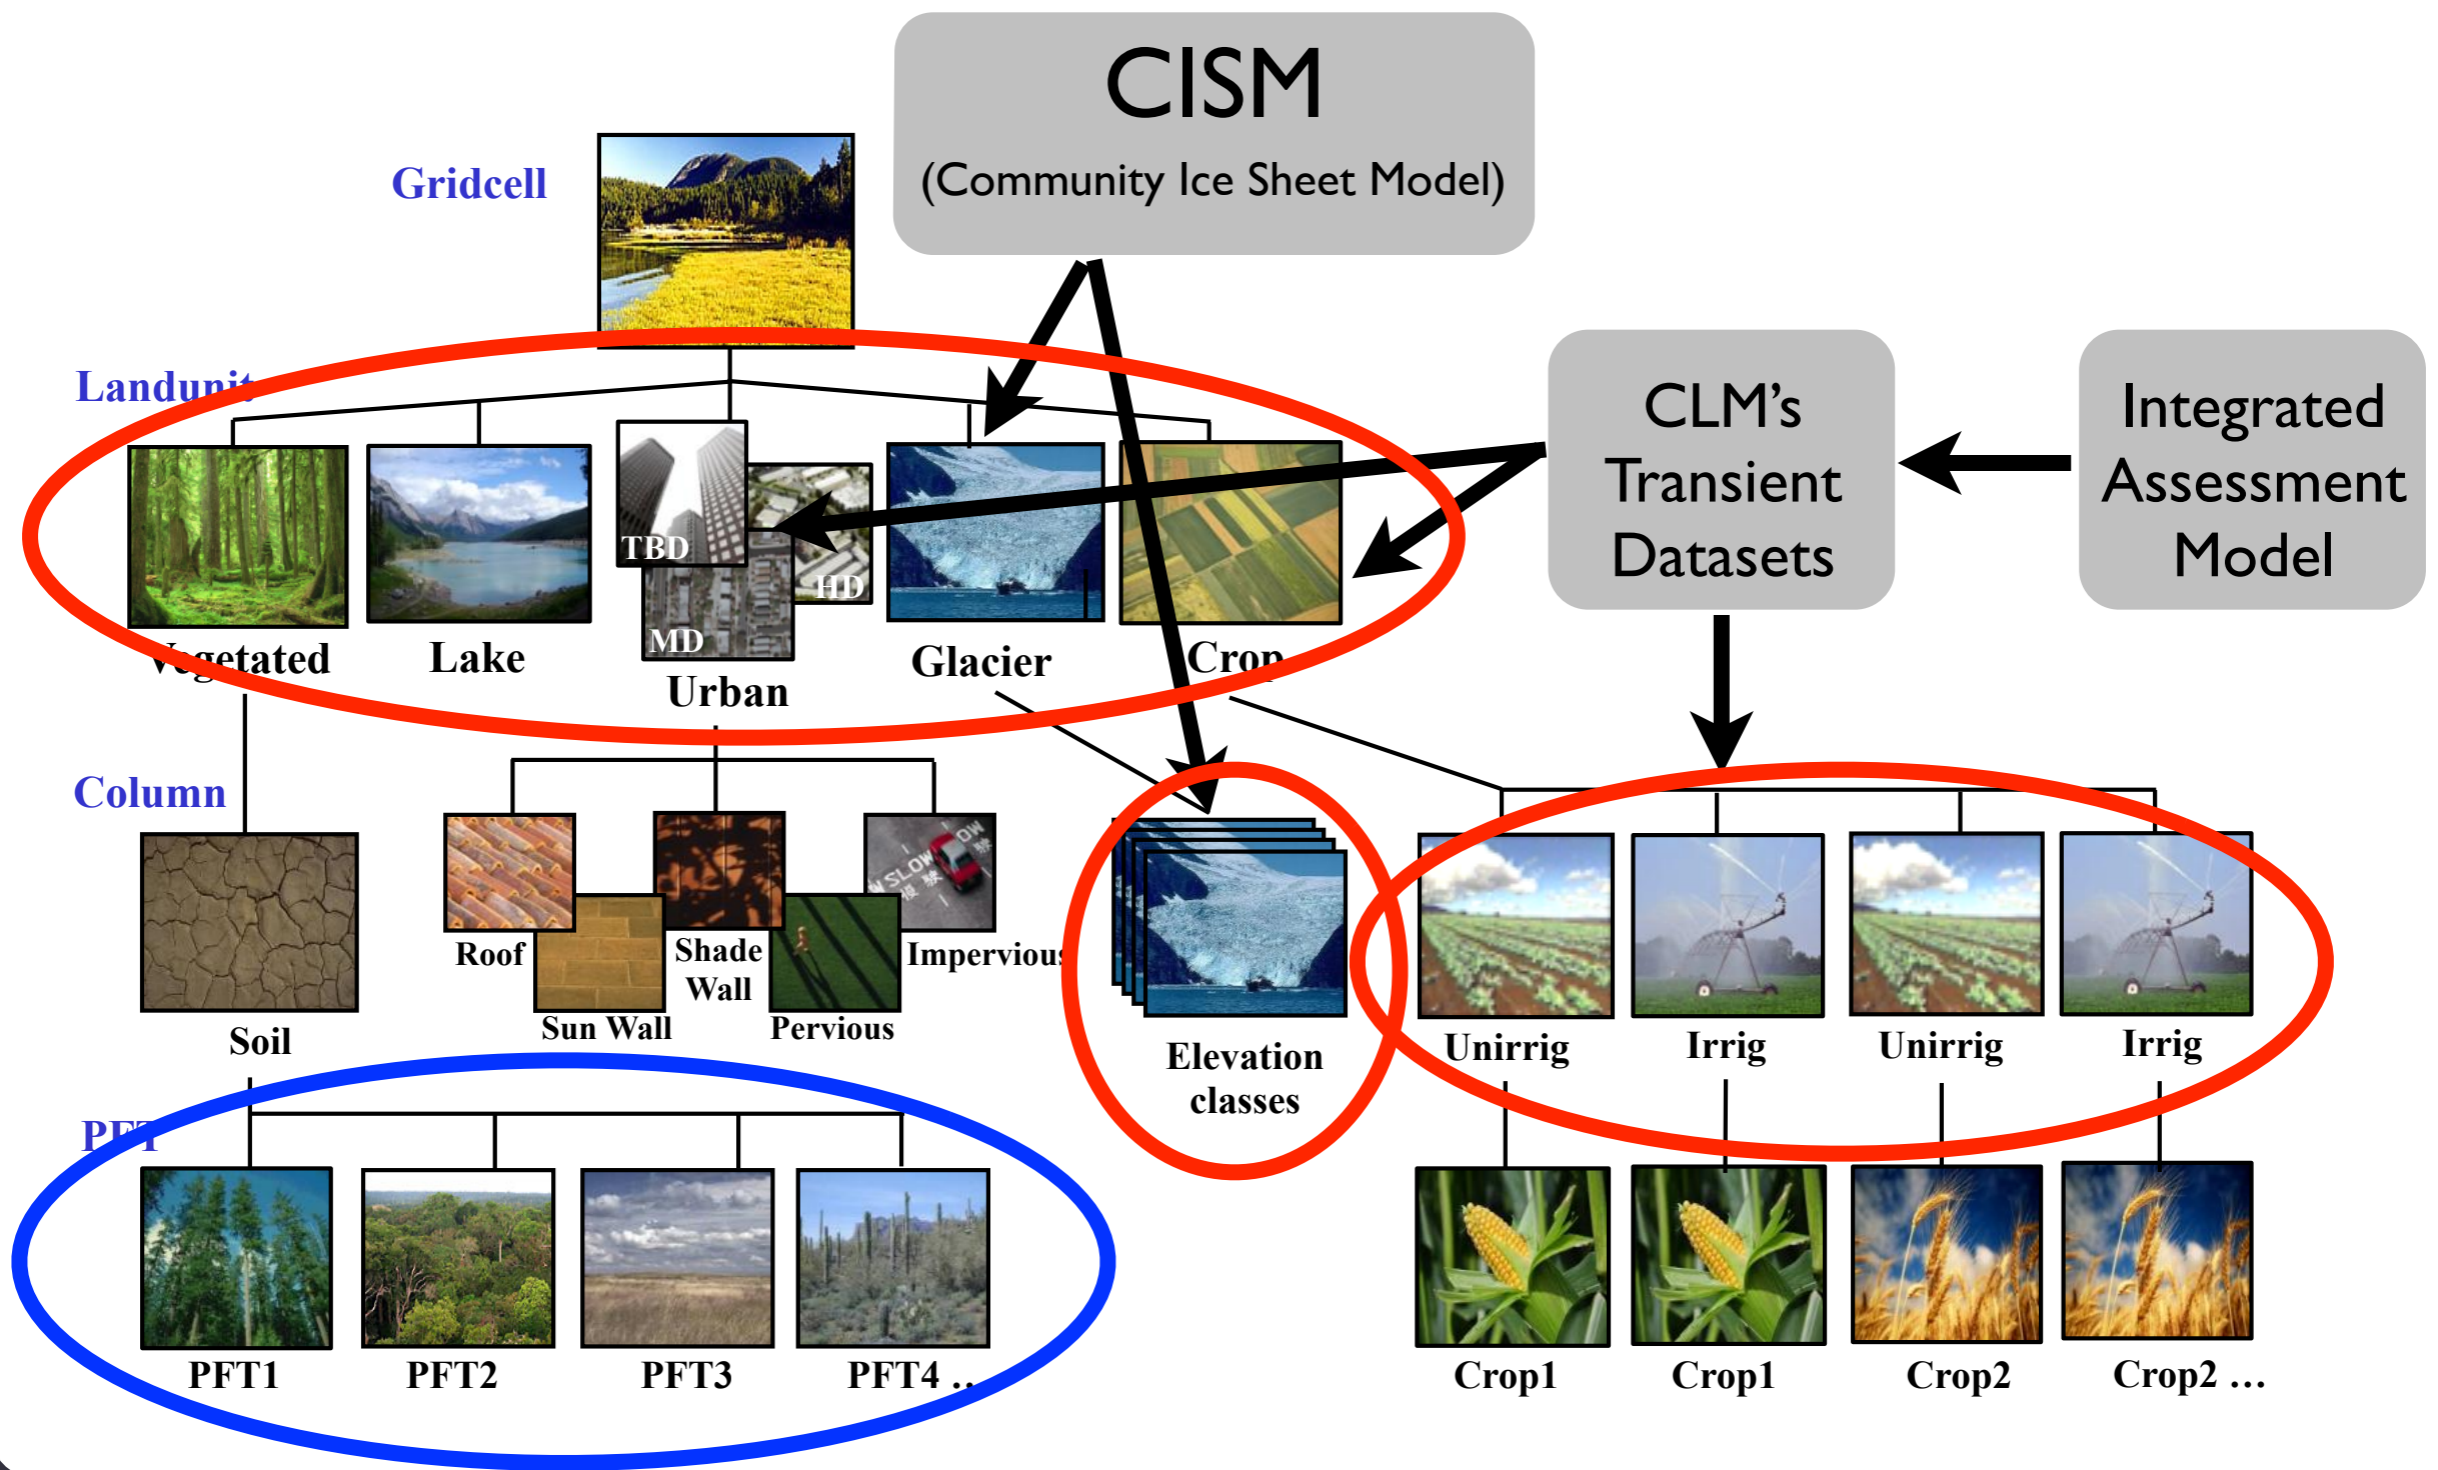 CISM
(Community Ice Sheet Model)
Gridcell
Landunit
CLM's
Transient
Datasets
Integrated
Assessment
Model
TBD
HD
MD
Vegetated
Lake
Urban
Glacier
Crop
Column
SLOW
Roof
Shade
Wall
Impervious
Sun Wall
Pervious
Soil
Elevation
classes
Unirrig
Irrig
Unirrig
Irrig
PFT
PFT1
PFT2
PFT3
PFT4 ..
Crop1
Crop1
Crop2
Crop2 ...